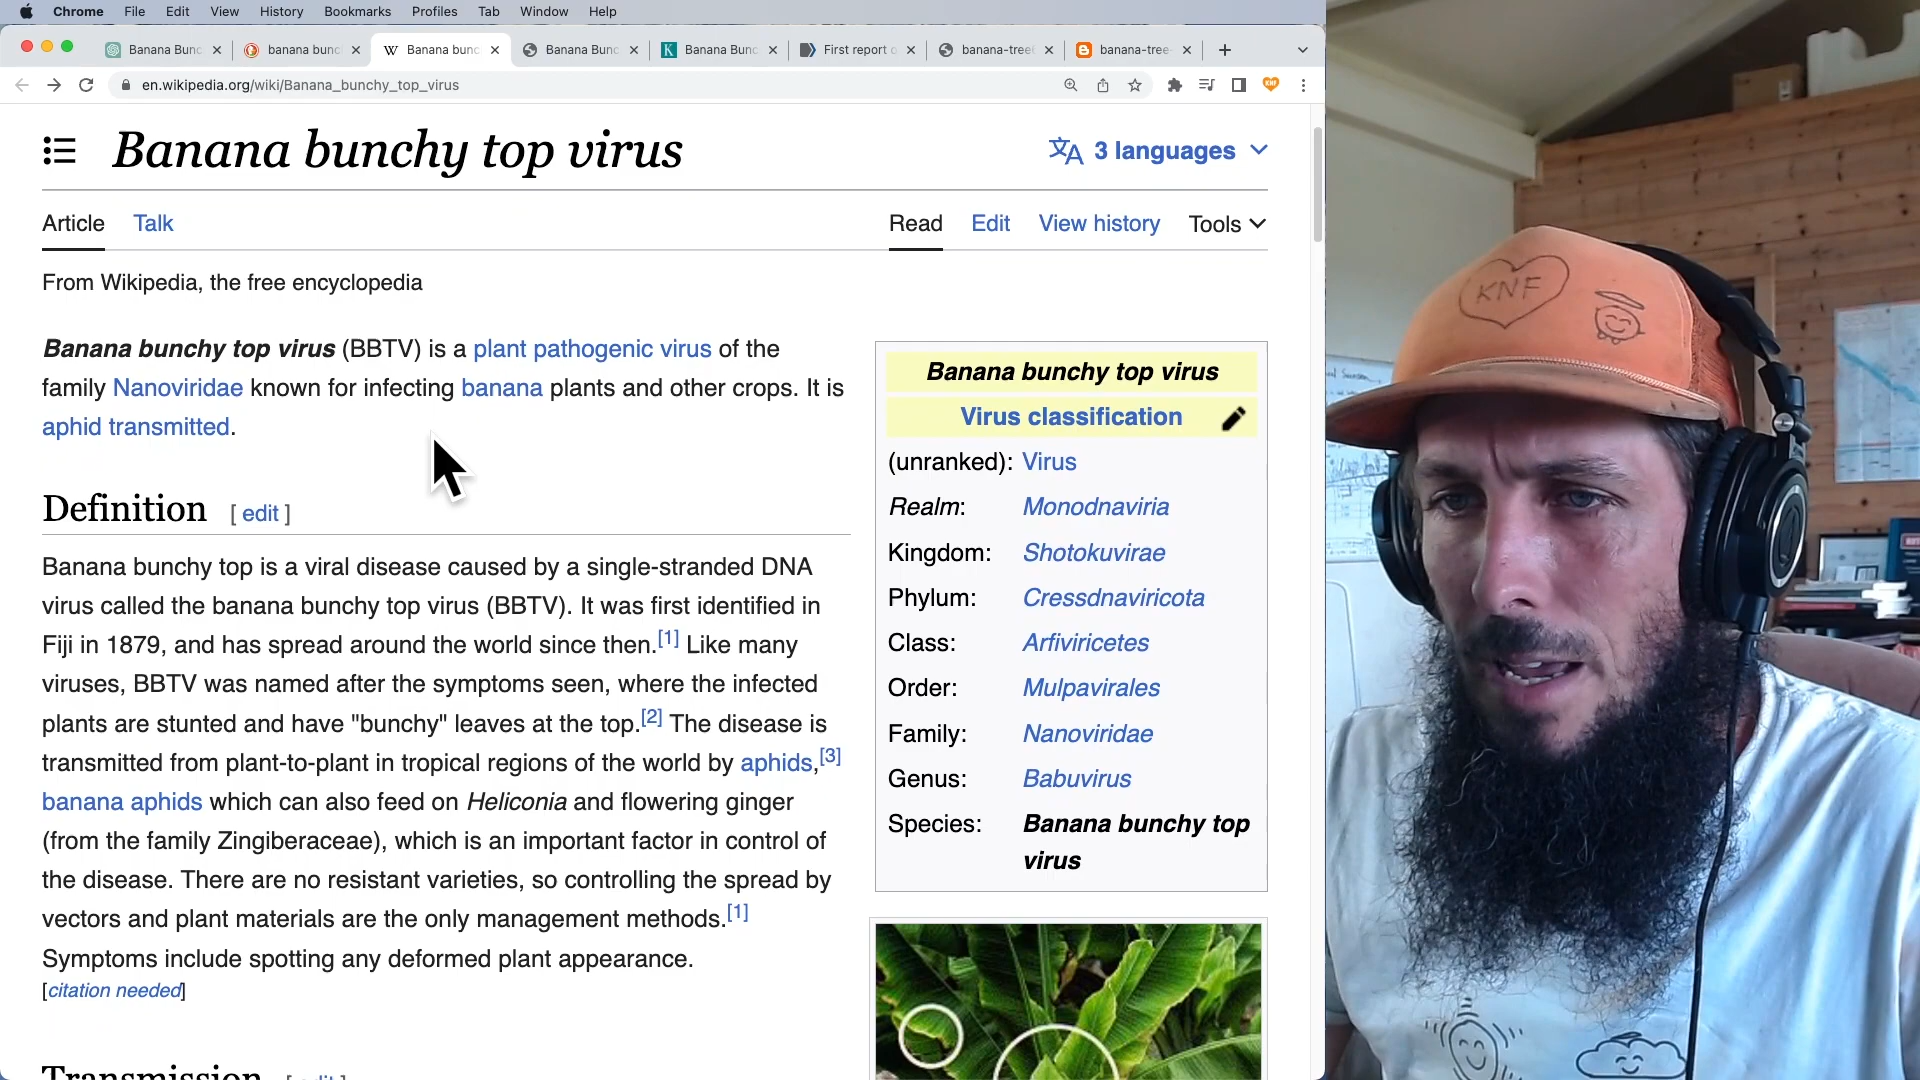 Chrome File Edit View History Bookmarks Profiles Tab Window Help
Banana Bunc banana bunc Banana bunc Banana Bunc Banana Bunc First report o banana-tree banana-tree-
en.wikipedia.org/wiki/Banana_bunchy_top_virus
Banana bunchy top virus
3 languages
Article Talk Read Edit View history Tools
From Wikipedia, the free encyclopedia
Banana bunchy top virus (BBTV) is a plant pathogenic virus of the
family Nanoviridae known for infecting banana plants and other crops. It is
aphid transmitted.
Definition [ edit ]
Banana bunchy top is a viral disease caused by a single-stranded DNA
virus called the banana bunchy top virus (BBTV). It was first identified in
Fiji in 1879, and has spread around the world since then.[1] Like many
viruses, BBTV was named after the symptoms seen, where the infected
plants are stunted and have "bunchy" leaves at the top.[2] The disease is
transmitted from plant-to-plant in tropical regions of the world by aphids,[3]
banana aphids which can also feed on Heliconia and flowering ginger
(from the family Zingiberaceae), which is an important factor in control of
the disease. There are no resistant varieties, so controlling the spread by
vectors and plant materials are the only management methods.[1]
Symptoms include spotting any deformed plant appearance.
[citation needed]
Transmission [ edit ]
Banana bunchy top virus
Virus classification
(unranked): Virus
Realm: Monodnaviria
Kingdom: Shotokuvirae
Phylum: Cressdnaviricota
Class: Arfiviricetes
Order: Mulpavirales
Family: Nanoviridae
Genus: Babuvirus
Species: Banana bunchy top
virus
KNF